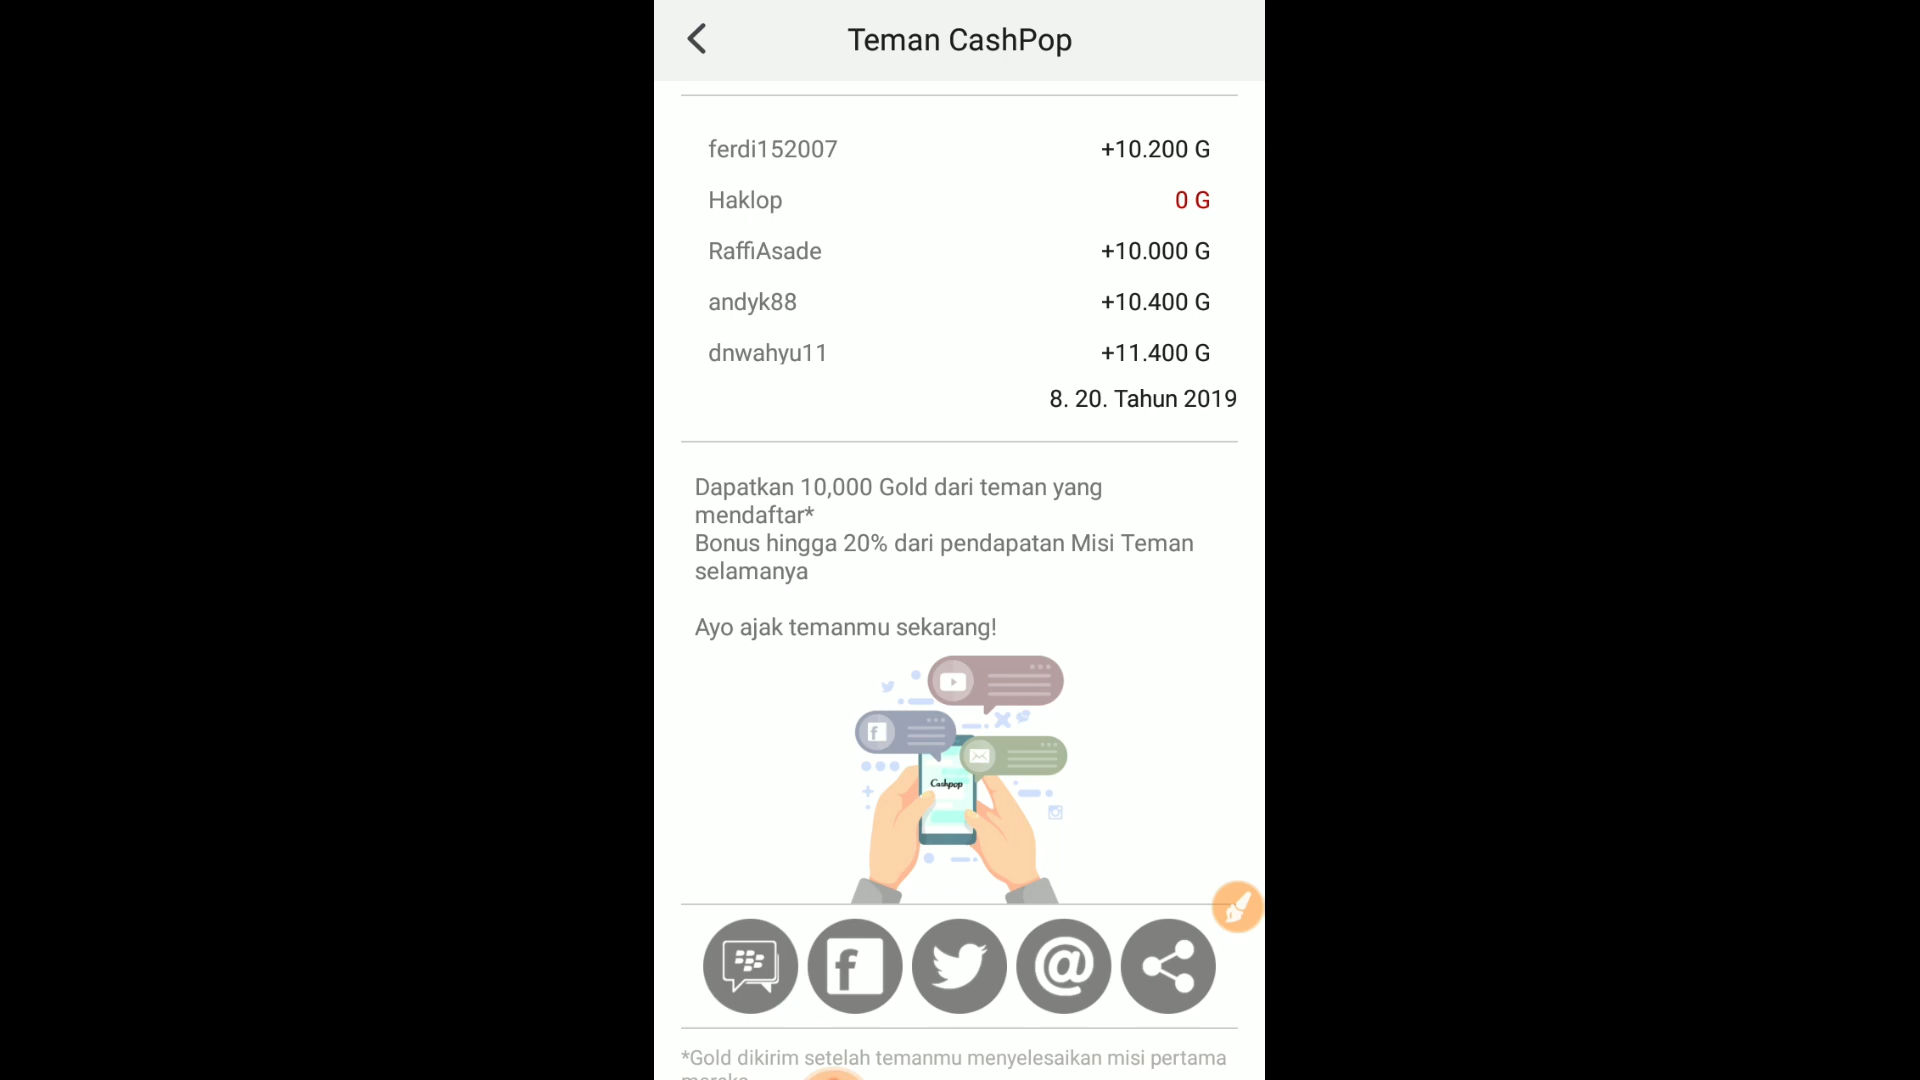 Teman CashPop
ferdi152007 +10.200 G
Haklop 0 G
RaffiAsade +10.000 G
andyk88 +10.400 G
dnwahyu11 +11.400 G
8. 20. Tahun 2019
Dapatkan 10,000 Gold dari teman yang
mendaftar*
Bonus hingga 20% dari pendapatan Misi Teman
selamanya
Ayo ajak temanmu sekarang!
Cashpop
*Gold dikirim setelah temanmu menyelesaikan misi pertama